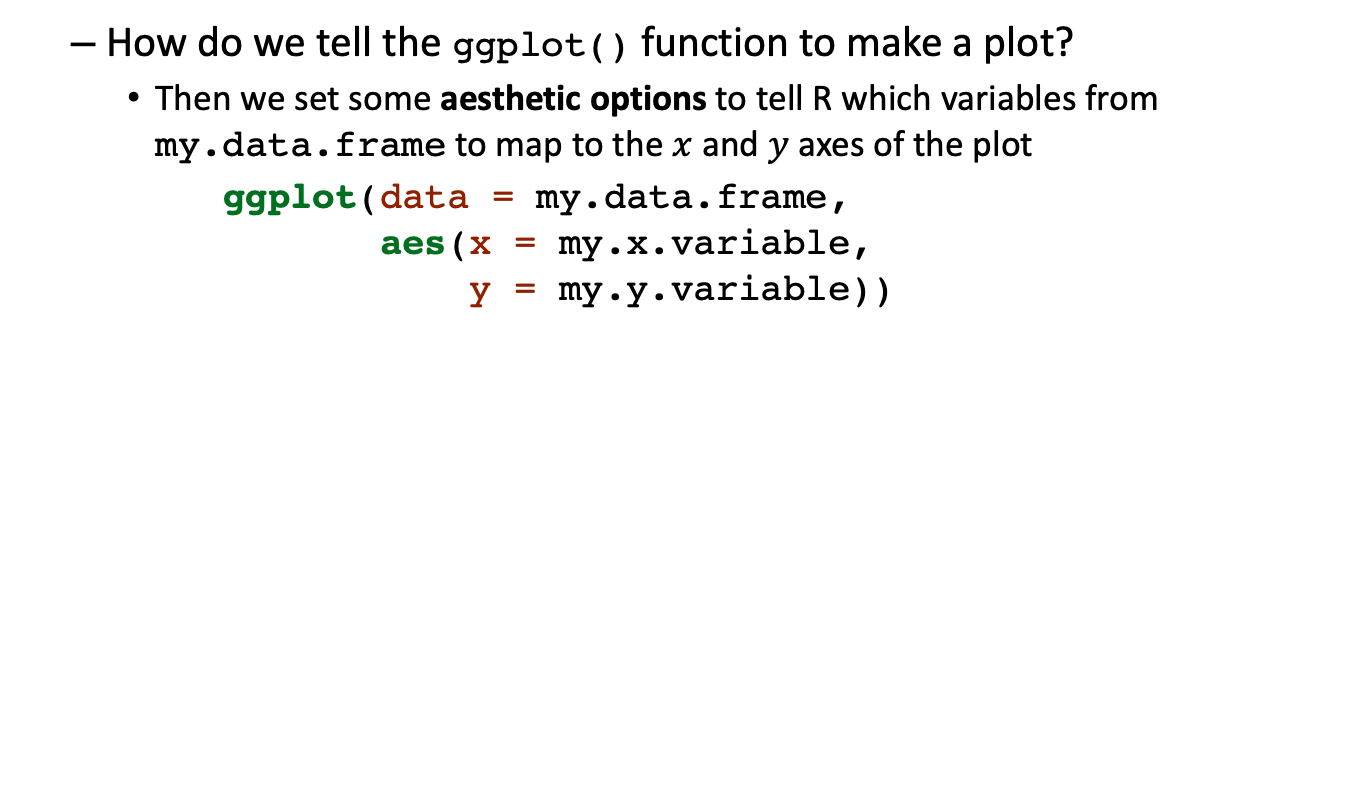 – How do we tell the ggplot() function to make a plot?
• Then we set some aesthetic options to tell R which variables from
my.data.frame to map to the x and y axes of the plot
ggplot(data = my.data.frame,
aes(x = my.x.variable,
y = my.y.variable))